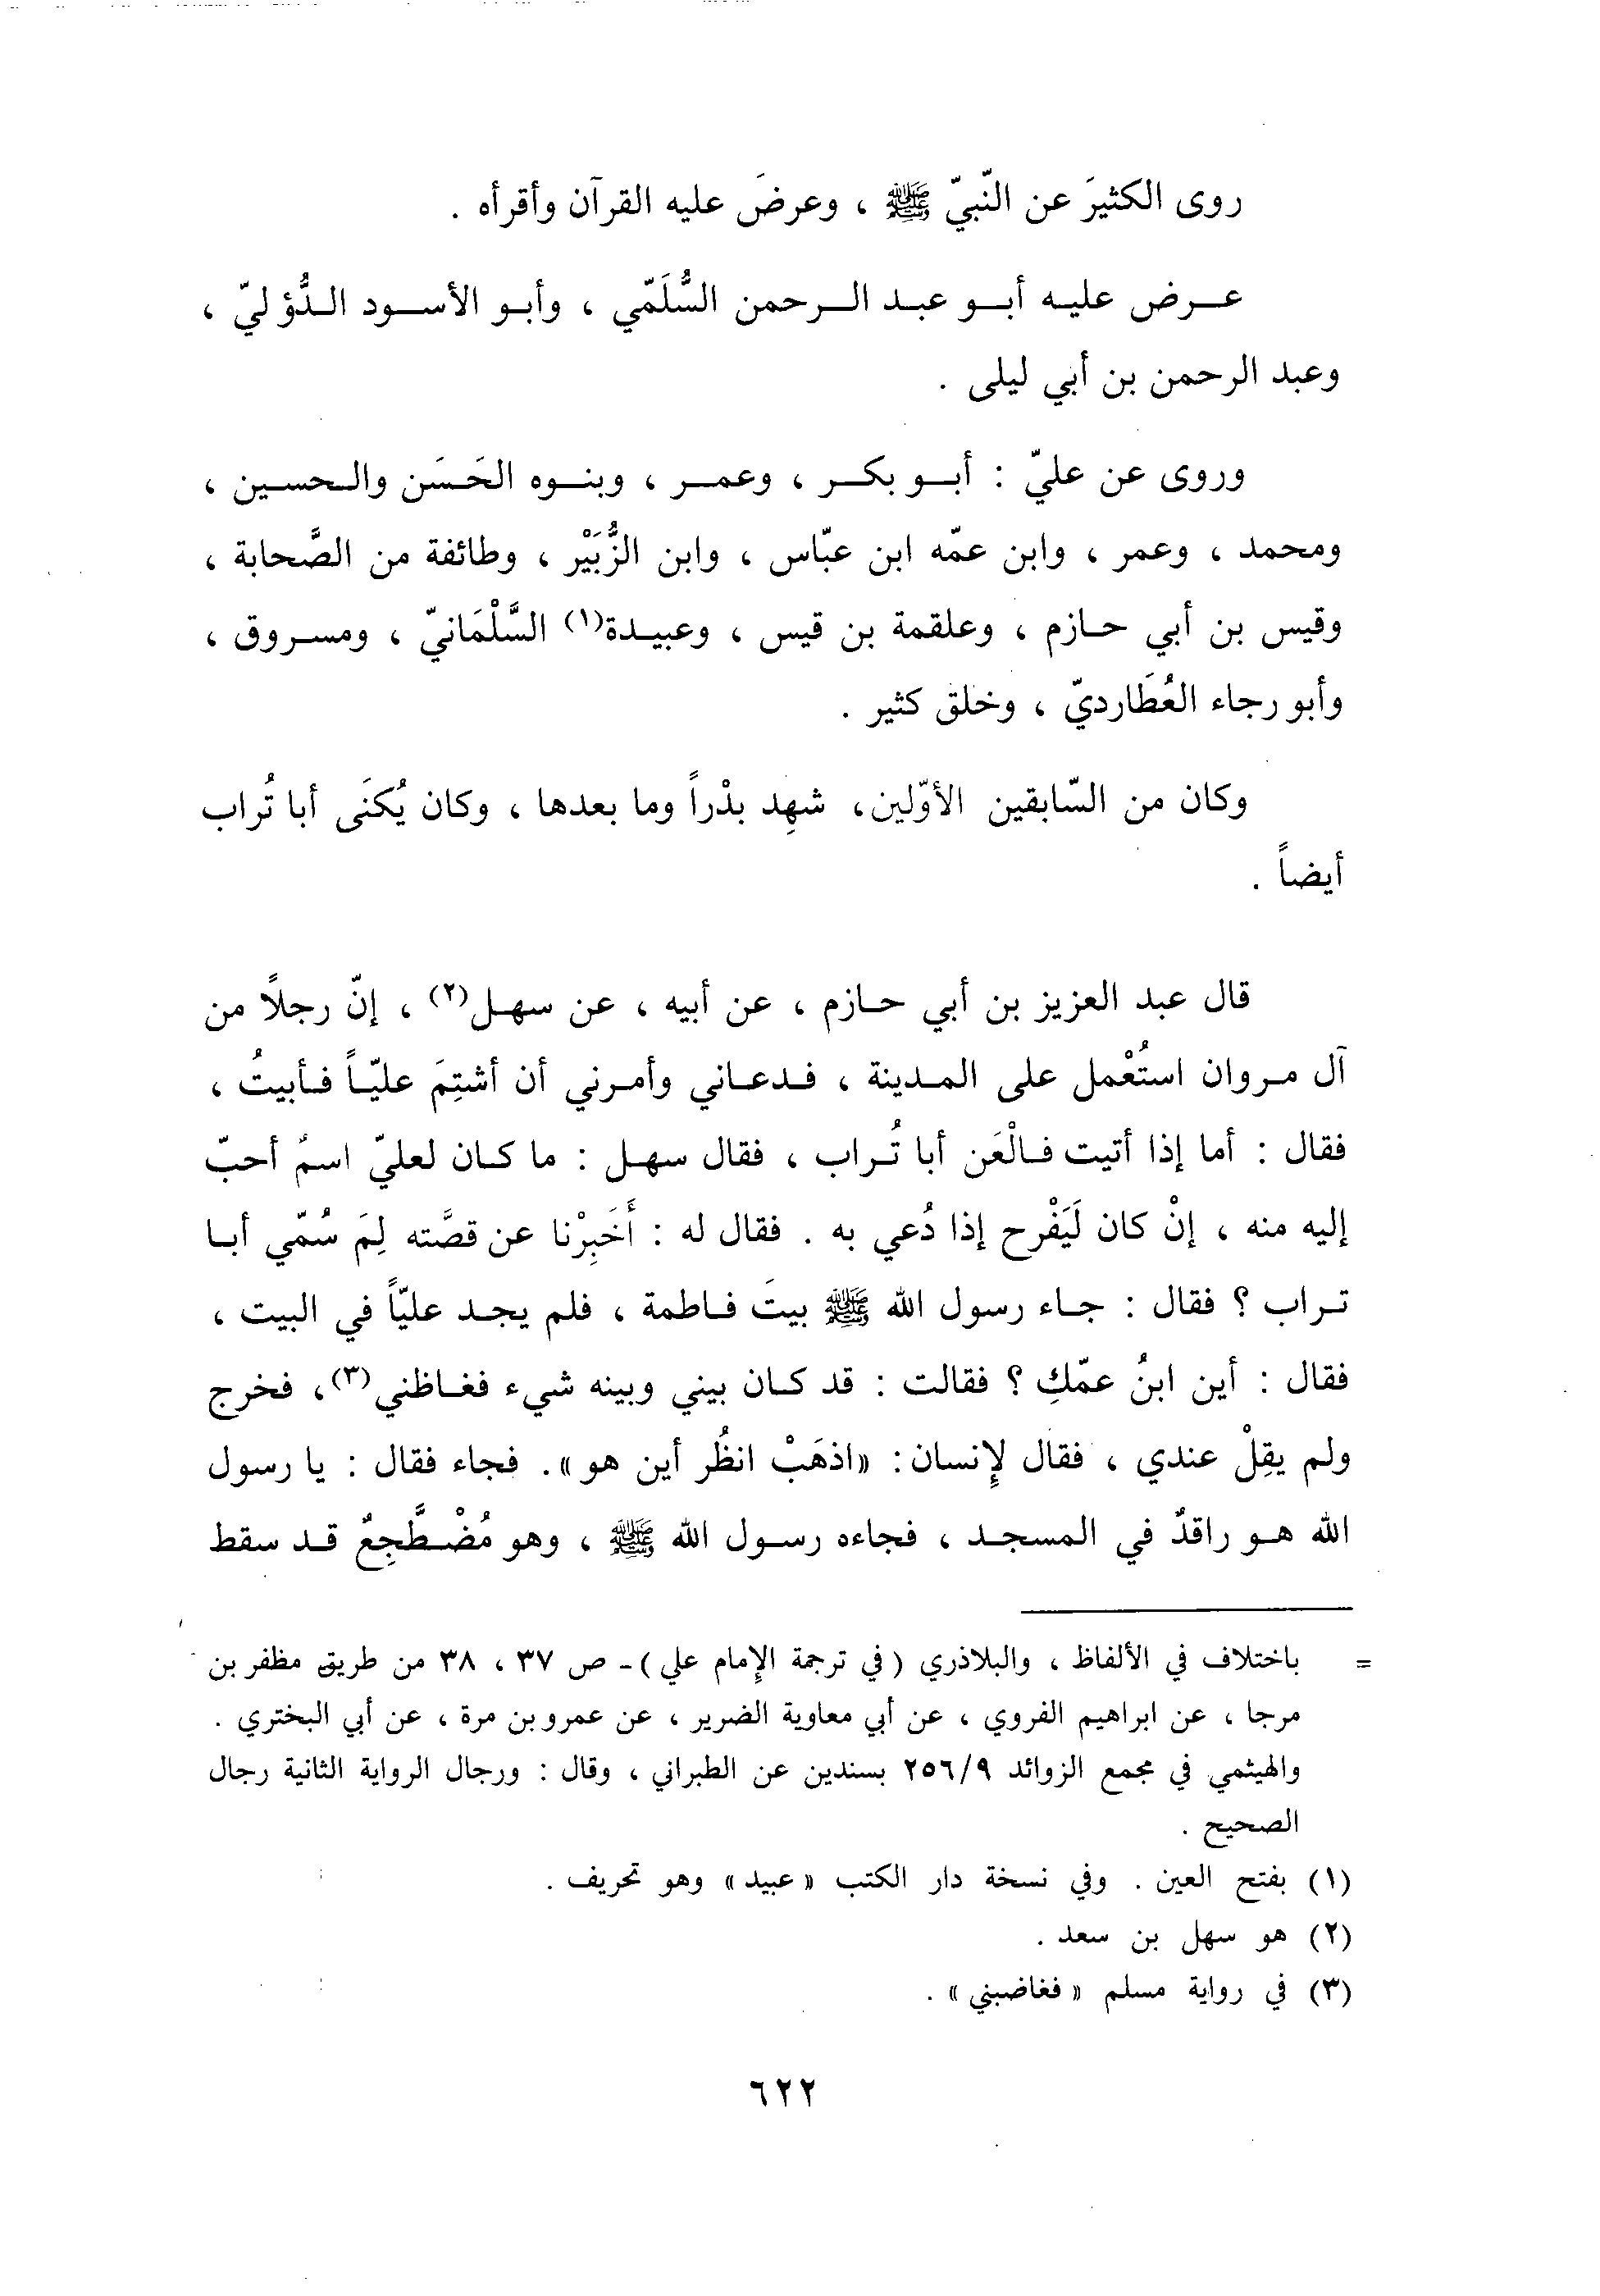 روى الكثيرَ عن النّبيّ ﷺ ، وعرضَ عليه القرآن وأقرأه .
عرض عليه أبو عبد الرحمن السُّلَمّي ، وأبو الأسود الدُّؤليّ ،
وعبد الرحمن بن أبي ليلى .
وروى عن عليّ : أبو بكر ، وعمر ، وبنوه الحَسَن والحسين ،
ومحمد ، وعمر ، وابن عمّه ابن عبّاس ، وابن الزُّبَيْر ، وطائفة من الصَّحابة ،
وقيس بن أبي حازم ، وعلقمة بن قيس ، وعبيدة(١) السَّلْمَانيّ ، ومسروق ،
وأبو رجاء العُطَارديّ ، وخلق كثير .
وكان من السّابقين الأوّلين، شهِد بدْراً وما بعدها ، وكان يُكنَى أبا تُراب
أيضاً .
قال عبد العزيز بن أبي حازم ، عن أبيه ، عن سهل(٢) ، إنّ رجلاً من
آل مروان استُعْمل على المدينة ، فدعاني وأمرني أن أشتِمَ عليّاً فأبيتُ ،
فقال : أما إذا أتيت فالْعَن أبا تُراب ، فقال سهل : ما كان لعليّ اسمٌ أحبّ
إليه منه ، إنْ كان لَيَفْرح إذا دُعي به . فقال له : أَخَبِرْنا عن قصَّته لِمَ سُمّي أبا
تراب ؟ فقال : جاء رسول الله ﷺ بيتَ فاطمة ، فلم يجد عليّاً في البيت ،
فقال : أين ابنُ عمّكِ ؟ فقالت : قد كان بيني وبينه شيء فغاظني(٣)، فخرج
ولم يقِلْ عندي ، فقال لإِنسان: «اذهَبْ انظُر أين هو». فجاء فقال : يا رسول
الله هو راقدٌ في المسجد ، فجاءه رسول الله ﷺ ، وهو مُضْطَّجِعٌ قد سقط
= باختلاف في الألفاظ ، والبلاذري (في ترجمة الإمام علي) - ص ٣٧ ، ٣٨ من طريق مظفر بن
مرجا ، عن ابراهيم الفروي ، عن أبي معاوية الضرير ، عن عمرو بن مرة ، عن أبي البختري .
والهيثمي في مجمع الزوائد ٢٥٦/٩ بسندين عن الطبراني ، وقال : ورجال الرواية الثانية رجال
الصحيح .
(١) بفتح العين . وفي نسخة دار الكتب «عبيد» وهو تحريف .
(٢) هو سهل بن سعد .
(٣) في رواية مسلم «فغاضبني» .
٦٢٢